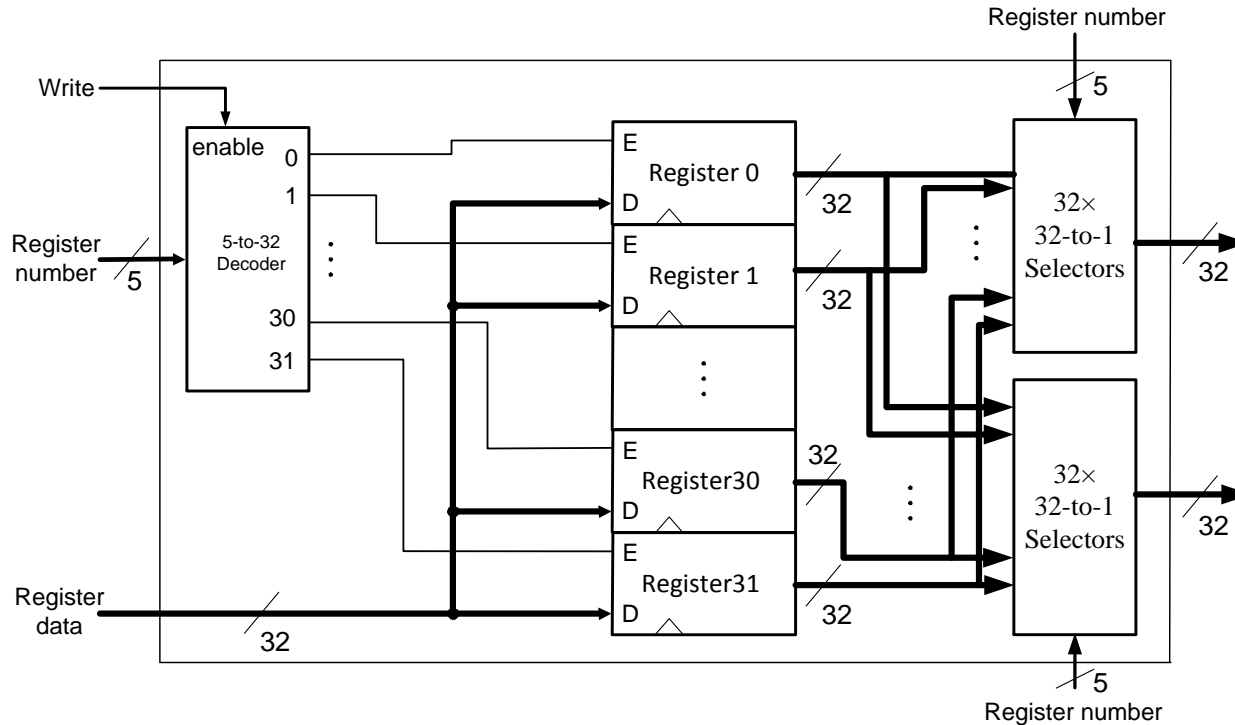 Register number
5
Write
enable
0
1
5-to-32
Decoder
30
31
Register
number
5
E
Register 0
D
32
E
Register 1
D
32
32
E
Register30
D
E
Register31
D
32
32×
32-to-1
Selectors
32
32×
32-to-1
Selectors
32
Register
data
32
5
Register number